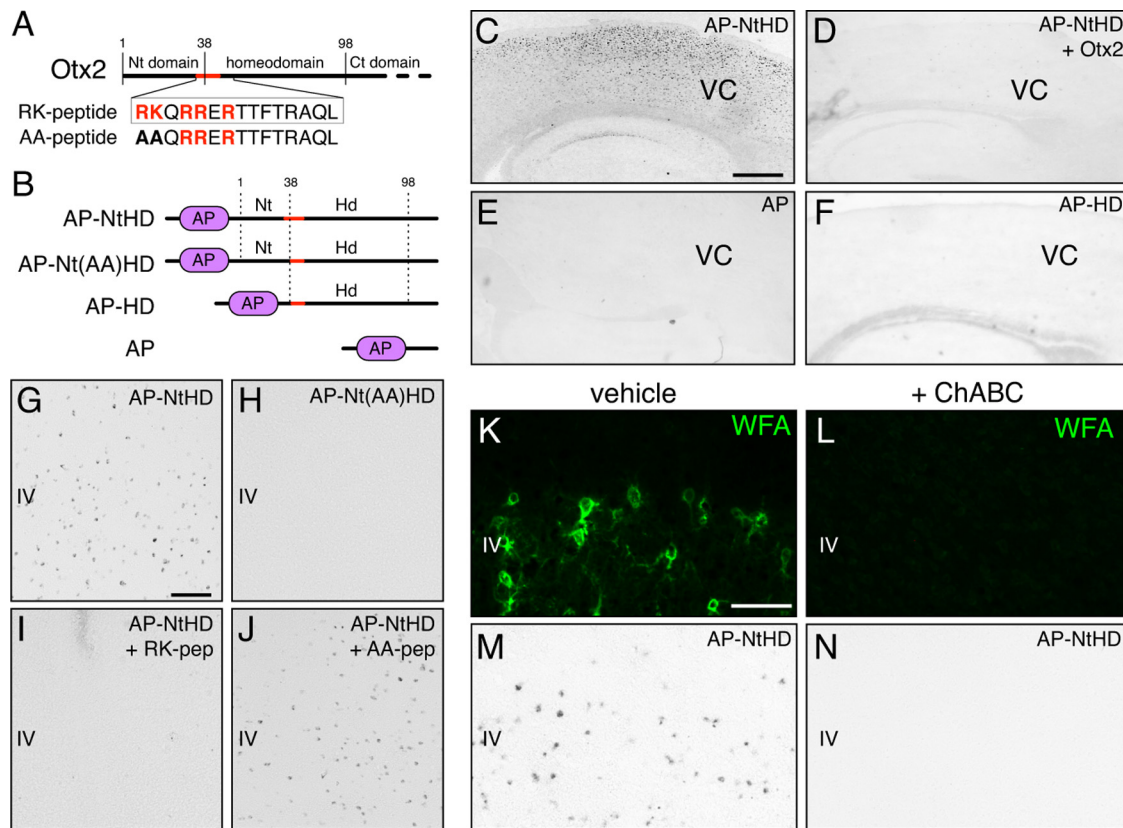 A
1 38 98
Otx2 Nt domain homeodomain Ct domain
RK-peptide RKQRRERTTFTRAQL
AA-peptide AAQRRERTTFTRAQL
B
1 38 98
AP-NtHD AP Nt Hd
AP-Nt(AA)HD AP Nt Hd
AP-HD AP Hd
AP AP
C AP-NtHD
VC
D AP-NtHD
+ Otx2
VC
E AP
VC
F AP-HD
VC
G AP-NtHD
IV
H AP-Nt(AA)HD
I AP-NtHD
+ RK-pep
IV
J AP-NtHD
+ AA-pep
vehicle + ChABC
K WFA
IV
L WFA
IV
M AP-NtHD
IV
N AP-NtHD
IV